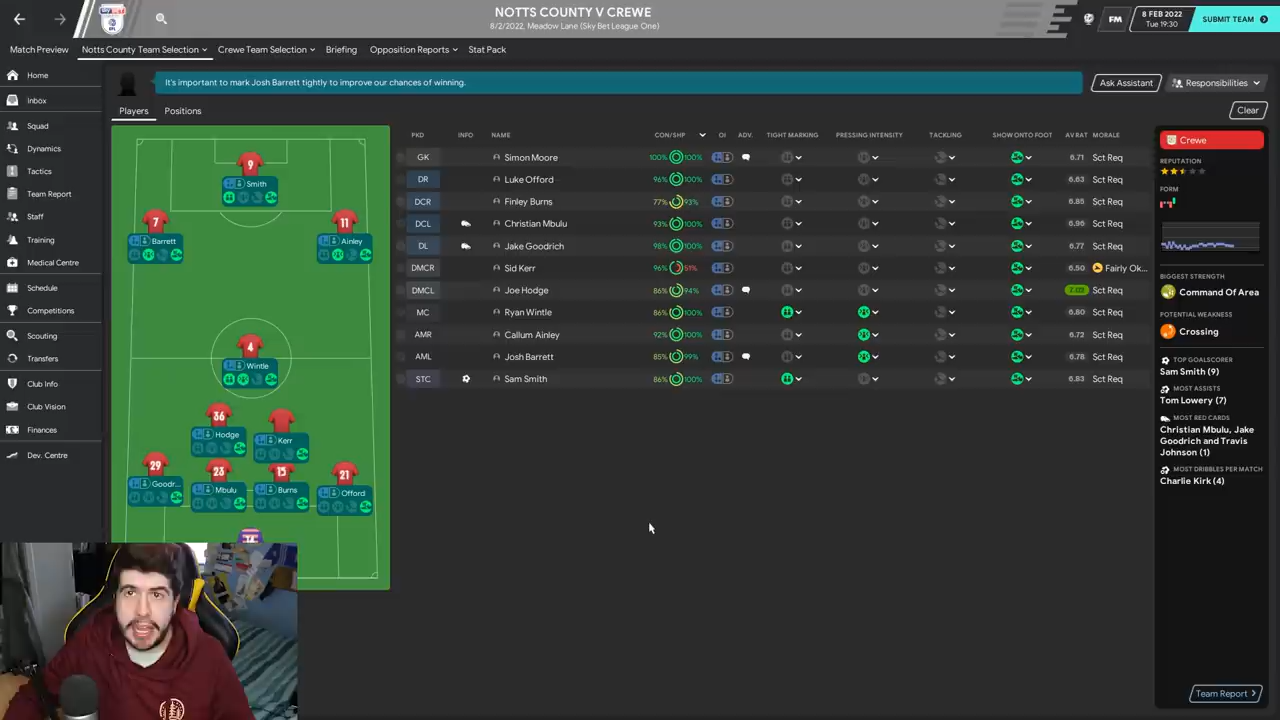 NOTTS COUNTY V CREWE
8/2/2022, Meadow Lane (Sky Bet League One)
FM
8 FEB 2022
Tue 19:30
SUBMIT TEAM
Match Preview
Notts County Team Selection
Crewe Team Selection
Briefing
Opposition Reports
Stat Pack
Home
Inbox
Squad
Dynamics
Tactics
Team Report
Staff
Training
Medical Centre
Schedule
Competitions
Scouting
Transfers
Club Info
Club Vision
Finances
Dev. Centre
It's important to mark Josh Barrett tightly to improve our chances of winning.
Ask Assistant
Responsibilities
Players
Positions
Clear
9
Smith
7
Barrett
11
Ainley
4
Wintle
36
Hodge
Kerr
29
Goodr...
23
Mbulu
15
Burns
21
Offord
PKD INFO NAME CON/SHP OI ADV. TIGHT MARKING PRESSING INTENSITY TACKLING SHOW ONTO FOOT AV RAT MORALE
GK Simon Moore 100% 100% 6.71 Sct Req
DR Luke Offord 96% 100% 6.63 Sct Req
DCR Finley Burns 77% 93% 6.85 Sct Req
DCL Christian Mbulu 93% 100% 6.96 Sct Req
DL Jake Goodrich 98% 100% 6.77 Sct Req
DMCR Sid Kerr 96% 51% 6.50 Fairly Ok...
DMCL Joe Hodge 86% 94% Sct Req
MC Ryan Wintle 86% 100% 6.80 Sct Req
AMR Callum Ainley 92% 100% 6.72 Sct Req
AML Josh Barrett 85% 99% 6.78 Sct Req
STC Sam Smith 86% 100% 6.83 Sct Req
Crewe
REPUTATION
FORM
BIGGEST STRENGTH
Command Of Area
POTENTIAL WEAKNESS
Crossing
TOP GOALSCORER
Sam Smith (9)
MOST ASSISTS
Tom Lowery (7)
MOST RED CARDS
Christian Mbulu, Jake
Goodrich and Travis
Johnson (1)
MOST DRIBBLES PER MATCH
Charlie Kirk (4)
Team Report